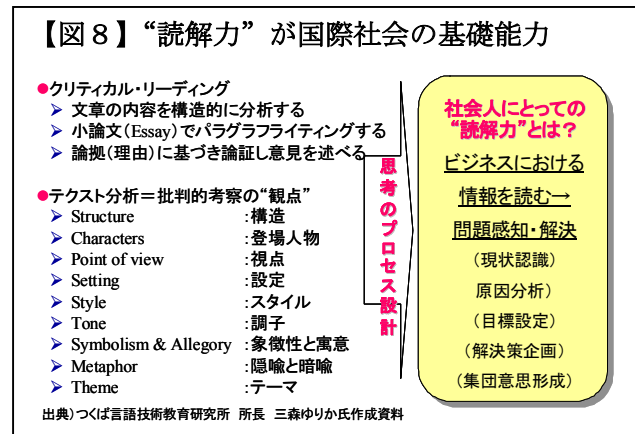 【図８】“読解力”が国際社会の基礎能力
●クリティカル・リーディング
➢ 文章の内容を構造的に分析する
➢ 小論文（Essay）でパラグラフライティングする
➢ 論拠（理由）に基づき論証し意見を述べる
●テクスト分析＝批判的考察の“観点”
➢ Structure :構造
➢ Characters :登場人物
➢ Point of view :視点
➢ Setting :設定
➢ Style :スタイル
➢ Tone :調子
➢ Symbolism & Allegory :象徴性と寓意
➢ Metaphor :隠喩と暗喩
➢ Theme :テーマ
出典）つくば言語技術教育研究所 所長 三森ゆりか氏作成資料
思考のプロセス設計
社会人にとっての
“読解力”とは？
ビジネスにおける
情報を読む→
問題感知・解決
（現状認識）
原因分析）
（目標設定）
（解決策企画）
（集団意思形成）